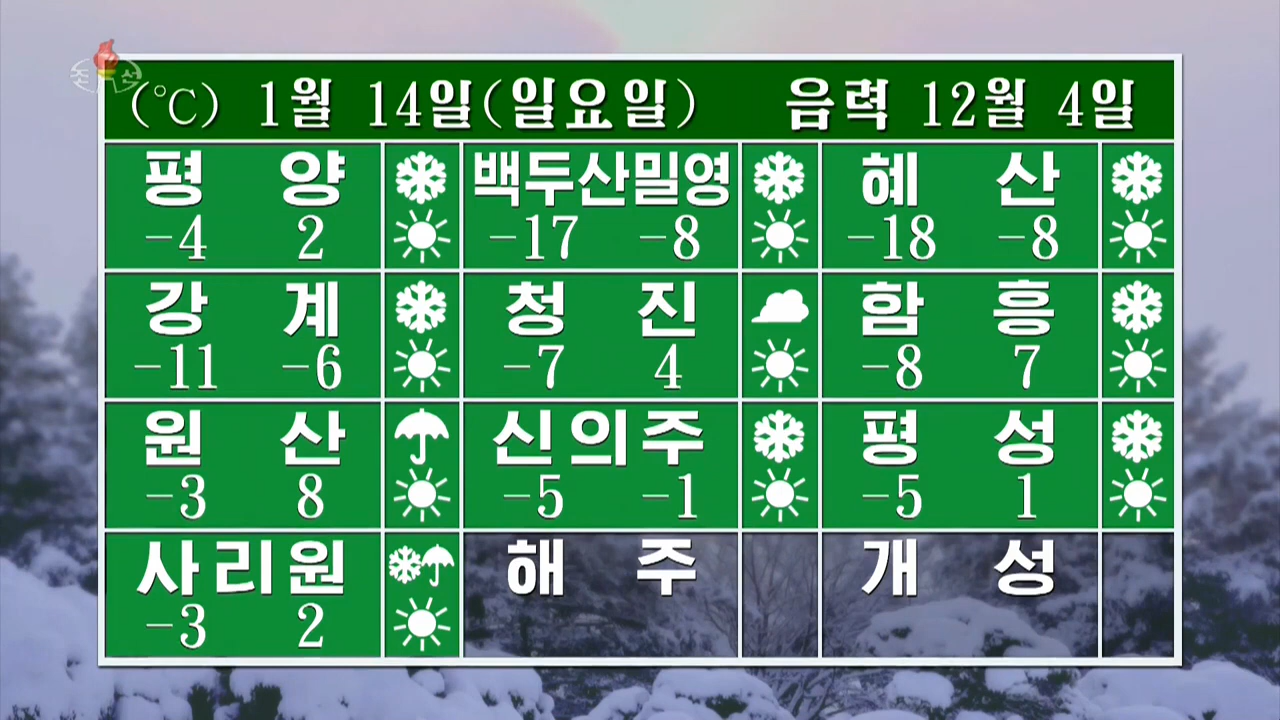 조선
(℃) 1월 14일(일요일) 음력 12월 4일
평양 백두산밀영 혜산
-4 2 -17 -8 -18 -8
강계 청진 함흥
-11 -6 -7 4 -8 7
원산 신의주 평성
-3 8 -5 -1 -5 1
사리원 해주 개성
-3 2